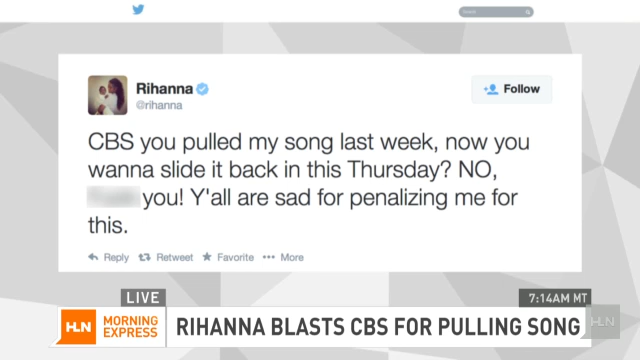 Rihanna
@rihanna
Follow
CBS you pulled my song last week, now you
wanna slide it back in this Thursday? NO,
you! Y'all are sad for penalizing me for
this.
Reply Retweet Favorite ••• More
LIVE
7:14AM MT
HLN
MORNING
EXPRESS
RIHANNA BLASTS CBS FOR PULLING SONG
HLN